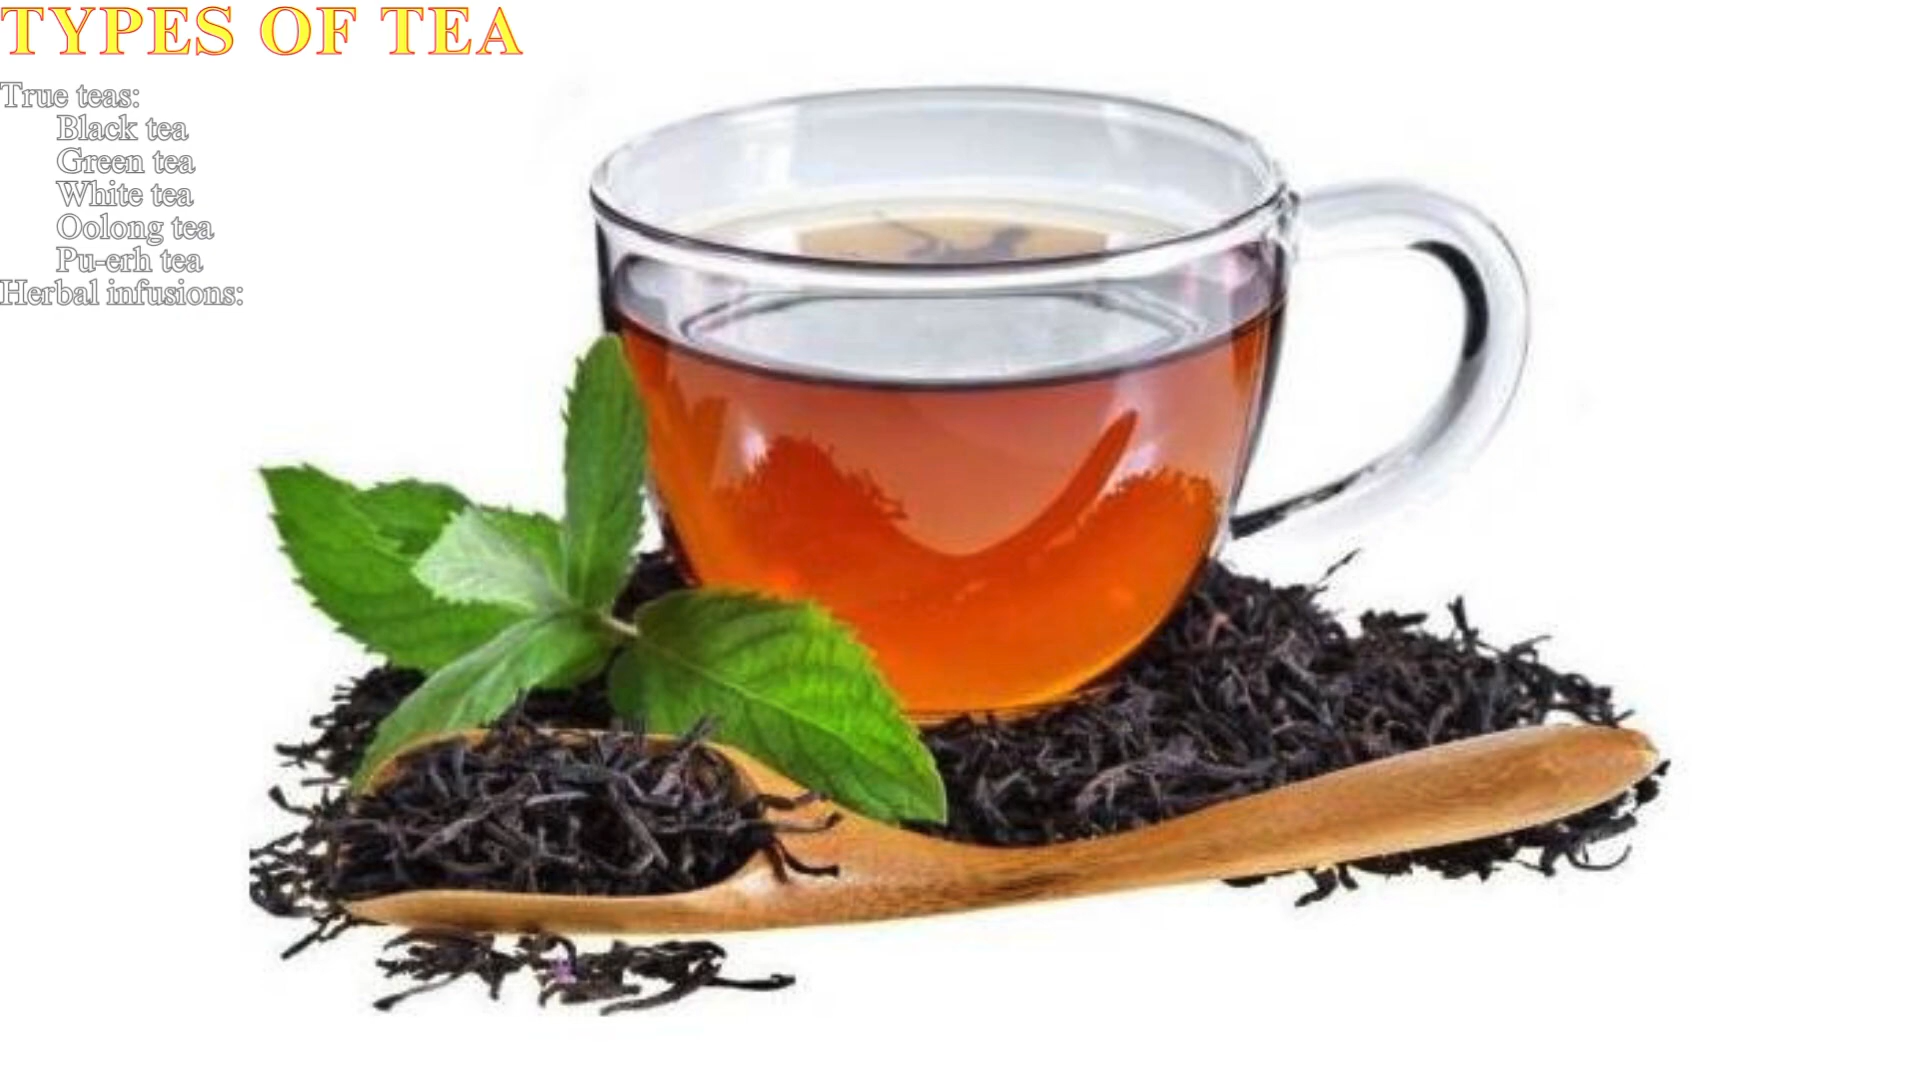 TYPES OF TEA
True teas:
Black tea
Green tea
White tea
Oolong tea
Pu-erh tea
Herbal infusions: